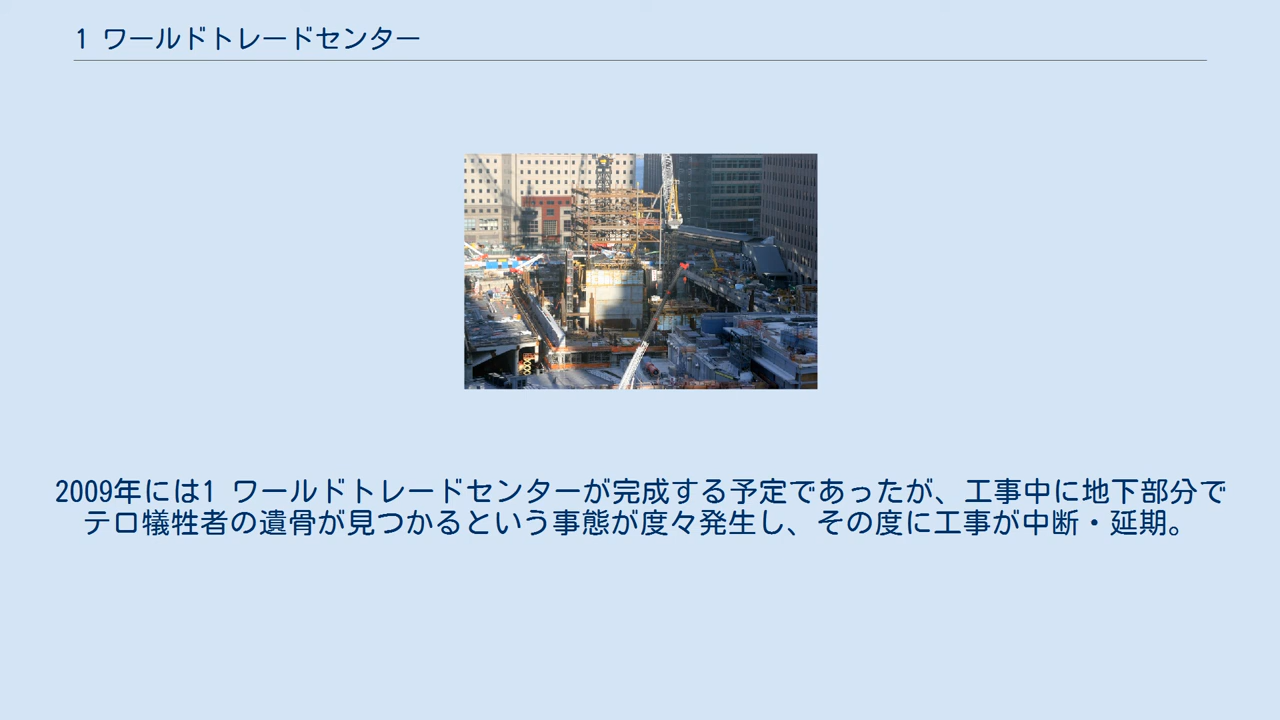 1 ワールドトレードセンター
2009年には1 ワールドトレードセンターが完成する予定であったが、工事中に地下部分で
テロ犠牲者の遺骨が見つかるという事態が度々発生し、その度に工事が中断・延期。